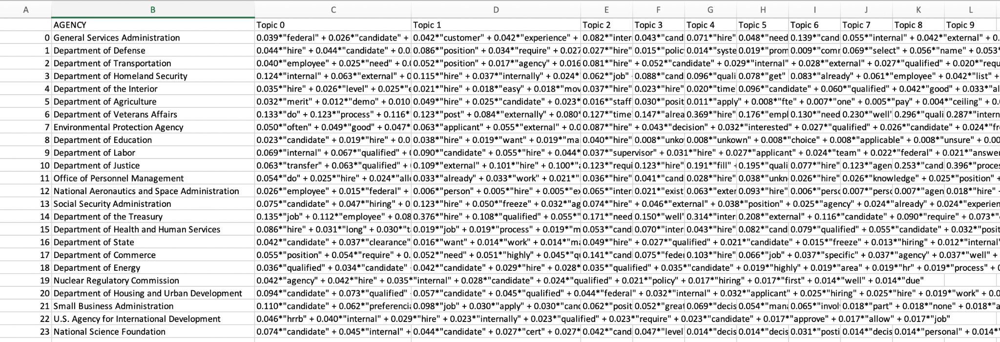 A B C D E F G H I J K L
AGENCY Topic 0 Topic 1 Topic 2 Topic 3 Topic 4 Topic 5 Topic 6 Topic 7 Topic 8 Topic 9
0 General Services Administration 0.039*"federal" + 0.026*"candidate" + 0.042*"customer" + 0.042*"experience" + 0.082*"inter 0.043*"cand 0.071*"hire" 0.048*"need 0.139*"cand 0.055*"internal" + 0.042*"external" + 0.
1 Department of Defense 0.044*"hire" + 0.044*"candidate" + 0.0 0.086*"position" + 0.034*"require" + 0.027 0.027*"hire" 0.015*"polic 0.014*"syste 0.019*"prom 0.009*"comr 0.069*"select" + 0.056*"name" + 0.053*
2 Department of Transportation 0.040*"employee" + 0.025*"need" + 0.0 0.052*"position" + 0.017*"agency" + 0.016 0.081*"hire" + 0.052*"candidate" + 0.029*"internal" + 0.028*"external" + 0.027*"qualified" + 0.020*"requ
3 Department of Homeland Security 0.124*"internal" + 0.063*"external" + 0 0.115*"hire" + 0.037*"internally" + 0.024* 0.062*"job" 0.088*"cand 0.096*"quali 0.078*"get" 0.083*"already" + 0.061*"employee" + 0.042*"list" +
4 Department of the Interior 0.035*"hire" + 0.026*"level" + 0.025*"e 0.021*"hire" + 0.018*"easy" + 0.018*"mov 0.037*"hire" 0.023*"hire" 0.020*"time 0.096*"candidate" + 0.060*"qualified" + 0.042*"good" + 0.033*"al
5 Department of Agriculture 0.032*"merit" + 0.012*"demo" + 0.010 0.049*"hire" + 0.025*"candidate" + 0.023* 0.016*"staff" 0.030*"posit 0.011*"apply" + 0.008*"fte" + 0.007*"one" + 0.005*"pay" + 0.004*"ceiling" + 0.
6 Department of Veterans Affairs 0.133*"do" + 0.123*"process" + 0.116* 0.123*"post" + 0.084*"externally" + 0.080* 0.127*"time 0.147*"alrea 0.369*"hire" 0.176*"empl 0.130*"need 0.230*"well" 0.296*"quali 0.287*"intern
7 Environmental Protection Agency 0.050*"often" + 0.049*"good" + 0.047* 0.063*"applicant" + 0.055*"external" + 0.0 0.087*"hire" + 0.043*"decision" + 0.032*"interested" + 0.027*"qualified" + 0.026*"candidate" + 0.024*"fr
8 Department of Education 0.023*"candidate" + 0.019*"hire" + 0.0 0.038*"hire" + 0.019*"want" + 0.019*"ma 0.040*"hire" 0.008*"unko 0.008*"unkown" + 0.008*"choice" + 0.008*"applicable" + 0.008*"unsure" + 0.00
9 Department of Labor 0.069*"internal" + 0.067*"qualified" + 0.090*"candidate" + 0.055*"hire" + 0.044* 0.037*"supervisor" + 0.031*"hire" + 0.027*"applicant" + 0.024*"team" + 0.022*"federal" + 0.021*"answer
10 Department of Justice 0.063*"transfer" + 0.063*"qualified" + 0.109*"external" + 0.101*"hire" + 0.100* 0.123*"requi 0.123*"hire" 0.191*"fill" + 0.195*"quali 0.077*"hire" 0.123*"agen 0.253*"cand 0.396*"proces
11 Office of Personnel Management 0.054*"do" + 0.025*"hire" + 0.024*"all 0.033*"already" + 0.033*"work" + 0.021*" 0.036*"hire" 0.041*"cand 0.028*"hire" 0.038*"unkn 0.026*"hire" 0.026*"knowledge" + 0.025*"position" +
12 National Aeronautics and Space Administration 0.026*"employee" + 0.015*"federal" + 0.006*"person" + 0.005*"hire" + 0.005*"ex 0.065*"inter 0.021*"exist 0.063*"exter 0.093*"hire" 0.006*"pers 0.007*"pers 0.007*"agen 0.018*"hire"
13 Social Security Administration 0.075*"candidate" + 0.047*"hiring" + 0 0.123*"hire" + 0.050*"freeze" + 0.032*"ag 0.074*"hire" + 0.046*"external" + 0.038*"position" + 0.025*"agency" + 0.024*"already" + 0.024*"experien
14 Department of the Treasury 0.135*"job" + 0.112*"employee" + 0.08 0.376*"hire" + 0.108*"qualified" + 0.055*" 0.171*"need 0.150*"well" 0.314*"inter 0.208*"external" + 0.116*"candidate" + 0.090*"require" + 0.073*"
15 Department of Health and Human Services 0.086*"hire" + 0.031*"long" + 0.030*"t 0.019*"job" + 0.019*"process" + 0.019*"m 0.053*"cand 0.070*"inter 0.043*"hire" 0.082*"cand 0.079*"qualified" + 0.055*"candidate" + 0.032*"posit
16 Department of State 0.042*"candidate" + 0.037*"clearance" 0.016*"want" + 0.014*"work" + 0.014*"ma 0.049*"hire" + 0.027*"qualified" + 0.021*"candidate" + 0.015*"freeze" + 0.013*"hiring" + 0.012*"internal"
17 Department of Commerce 0.055*"position" + 0.054*"require" + 0. 0.052*"need" + 0.051*"highly" + 0.045*"q 0.141*"cand 0.075*"feder 0.103*"hire" 0.066*"job" + 0.037*"specific" + 0.037*"agency" + 0.037*"well" +
18 Department of Energy 0.036*"qualified" + 0.034*"candidate" 0.042*"candidate" + 0.029*"hire" + 0.028* 0.035*"qualified" + 0.035*"candidate" + 0.019*"highly" + 0.019*"area" + 0.019*"hr" + 0.019*"process" + 0
19 Nuclear Regulatory Commission 0.042*"agency" + 0.042*"hire" + 0.035*"internal" + 0.028*"candidate" + 0.024*"qualified" + 0.021*"policy" + 0.017*"hiring" + 0.017*"first" + 0.014*"well" + 0.014*"due"
20 Department of Housing and Urban Development 0.094*"candidate" + 0.073*"qualified" 0.057*"candidate" + 0.045*"qualified" + 0.044*"federal" + 0.032*"internal" + 0.032*"applicant" + 0.025*"hiring" + 0.025*"hire" + 0.019*"work" + 0.0
21 Small Business Administration 0.110*"candidate" + 0.062*"preferencia 0.098*"job" + 0.030*"apply" + 0.030*"can 0.062*"posit 0.052*"great 0.069*"decis 0.054*"man 0.065*"invol 0.018*"part" + 0.018*"none" + 0.018*"a
22 U.S. Agency for International Development 0.046*"hrrb" + 0.040*"internal" + 0.029*"hire" + 0.023*"internally" + 0.023*"qualified" + 0.023*"require" + 0.023*"candidate" + 0.017*"approve" + 0.017*"allow" + 0.017*"job"
23 National Science Foundation 0.074*"candidate" + 0.045*"internal" + 0.044*"candidate" + 0.027*"cert" + 0.027* 0.042*"cand 0.047*"level 0.014*"decis 0.014*"decis 0.031*"positi 0.014*"decis 0.014*"personal" + 0.014*"